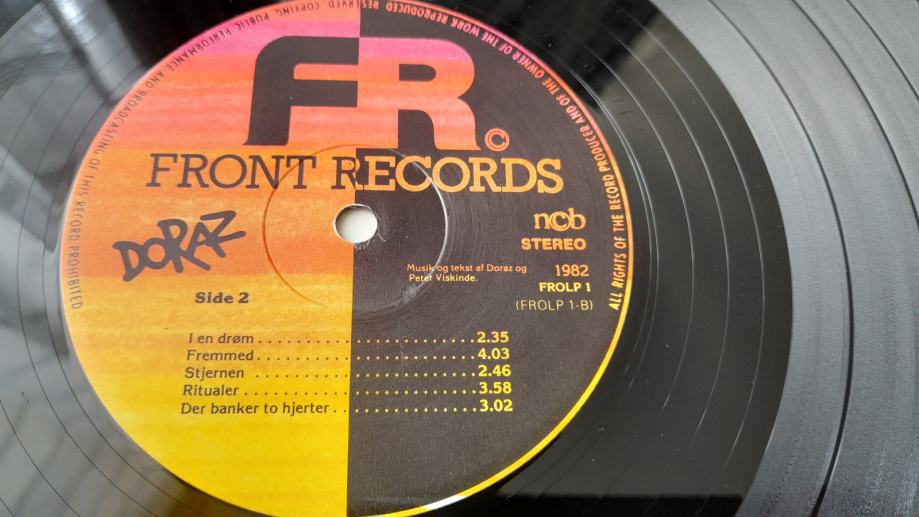 ALL RIGHTS OF THE RECORD PRODUCER AND OF THE OWNER OF THE WORK REPRODUCED RESERVED. COPYING, PUBLIC PERFORMANCE AND BROADCASTING OF THIS RECORD PROHIBITED
FR ©
FRONT RECORDS
DORAZ
ncb
STEREO
Musik og tekst af Doraz og
Peter Viskinde.
1982
FROLP 1
(FROLP 1-B)
Side 2
I en drøm . . . . . . . . . . . . . . . . . . . . . . . . . 2.35
Fremmed . . . . . . . . . . . . . . . . . . . . . . . . . 4.03
Stjernen . . . . . . . . . . . . . . . . . . . . . . . . . 2.46
Ritualer . . . . . . . . . . . . . . . . . . . . . . . . . 3.58
Der banker to hjerter . . . . . . . . . . . . . . . . 3.02